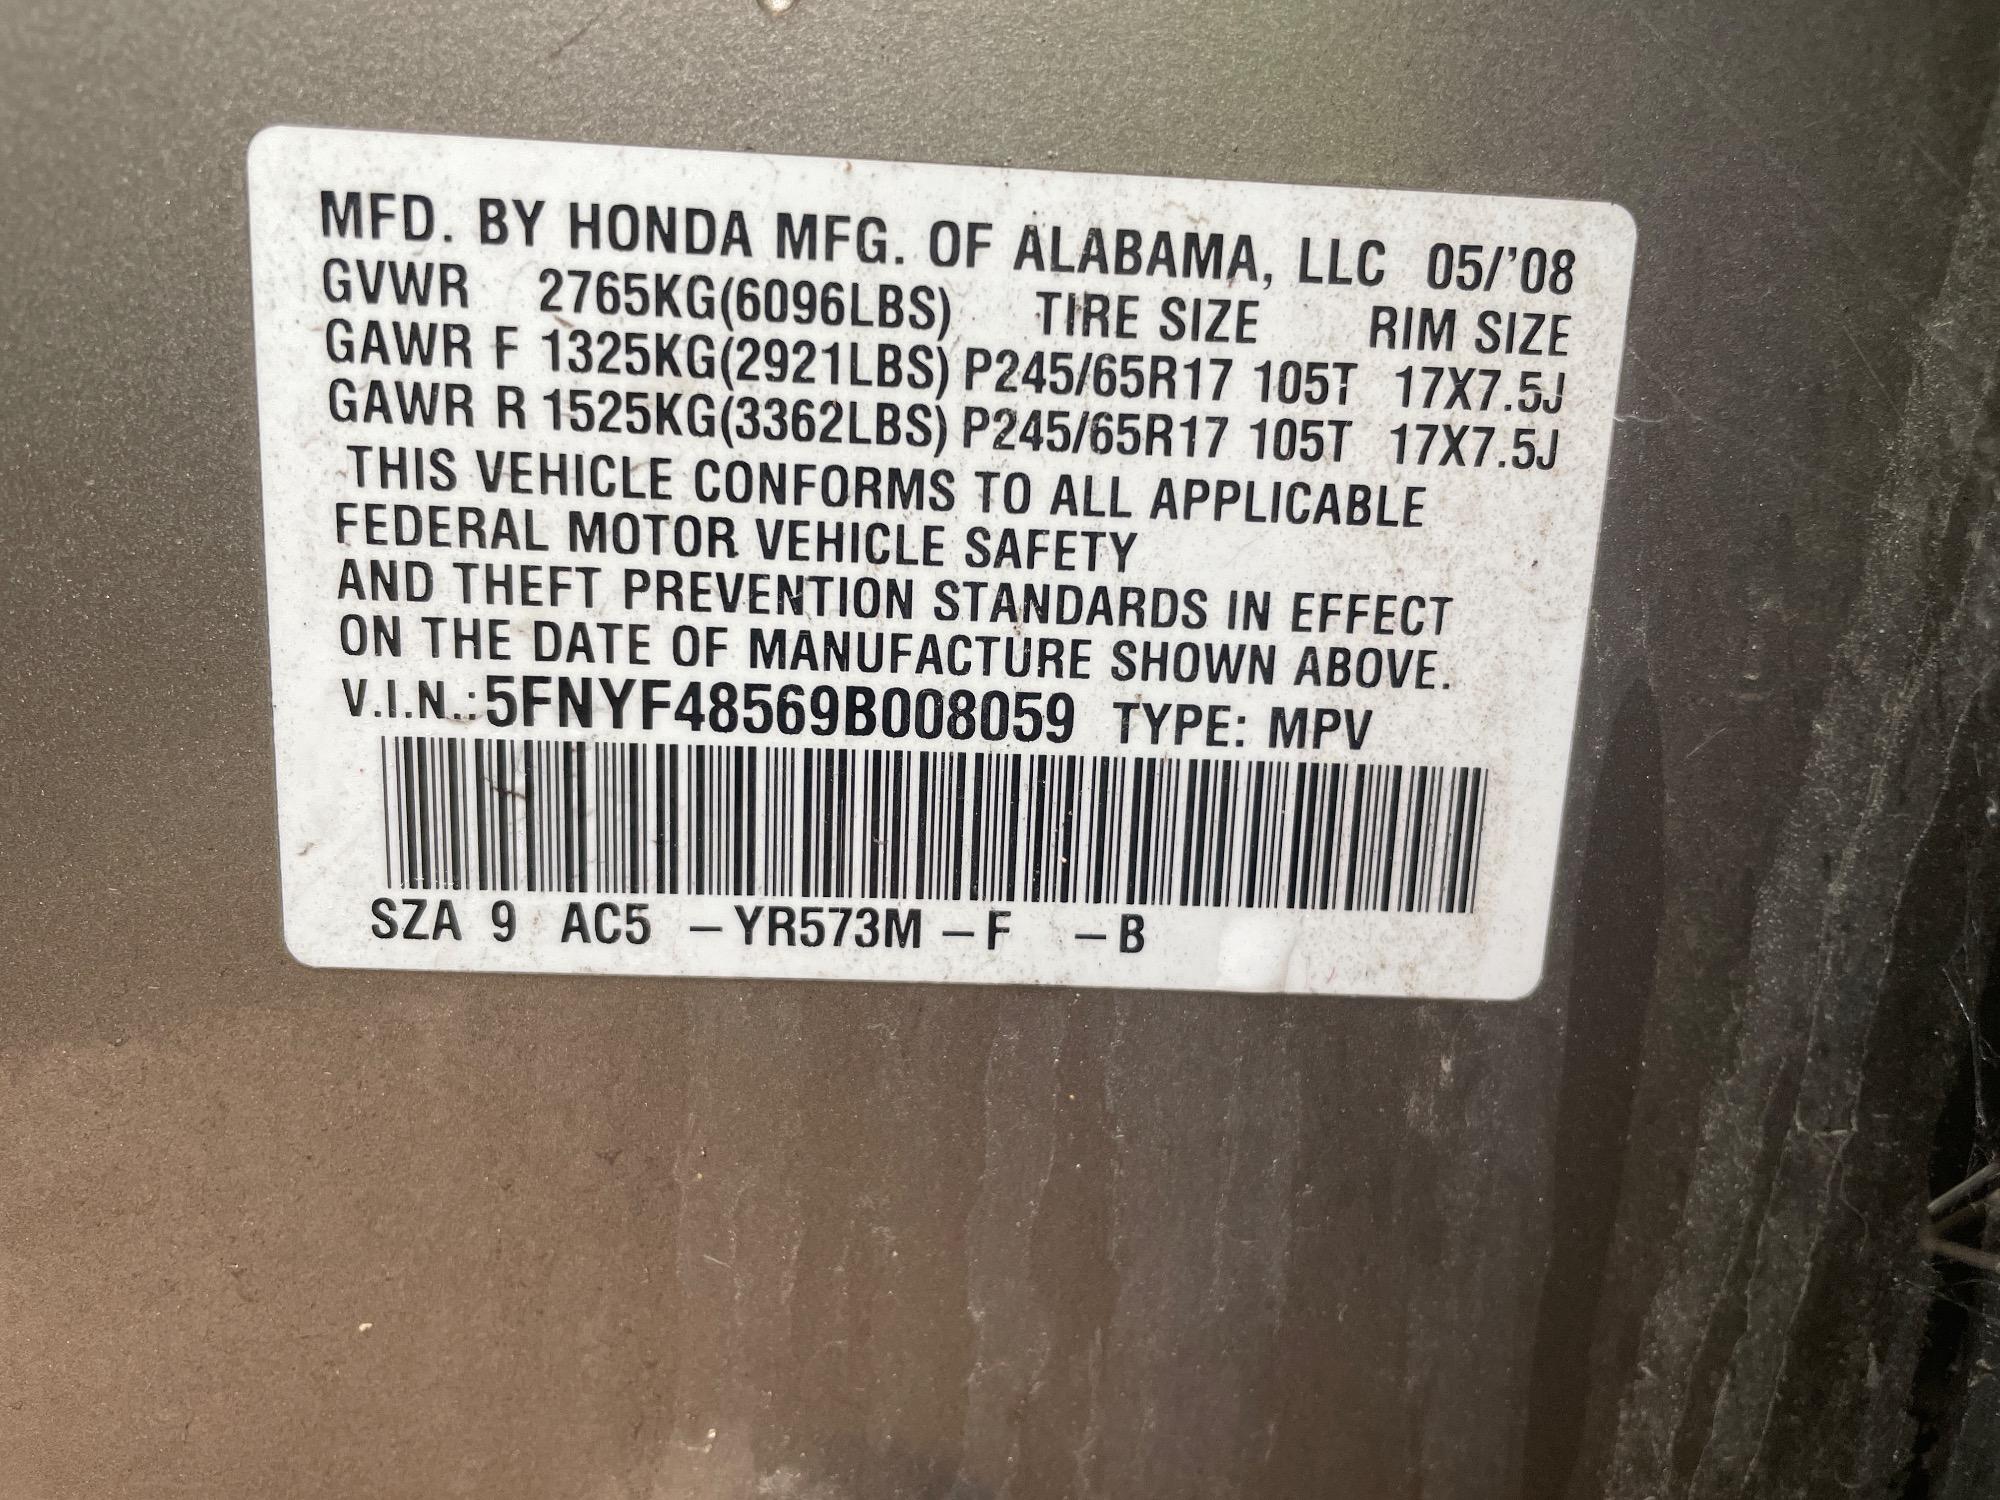 MFD. BY HONDA MFG. OF ALABAMA, LLC 05/'08
GVWR 2765KG(6096LBS) TIRE SIZE RIM SIZE
GAWR F 1325KG(2921LBS) P245/65R17 105T 17X7.5J
GAWR R 1525KG(3362LBS) P245/65R17 105T 17X7.5J
THIS VEHICLE CONFORMS TO ALL APPLICABLE
FEDERAL MOTOR VEHICLE SAFETY
AND THEFT PREVENTION STANDARDS IN EFFECT
ON THE DATE OF MANUFACTURE SHOWN ABOVE.
V.I.N.:5FNYF48569B008059 TYPE: MPV
SZA 9 AC5 –YR573M –F –B